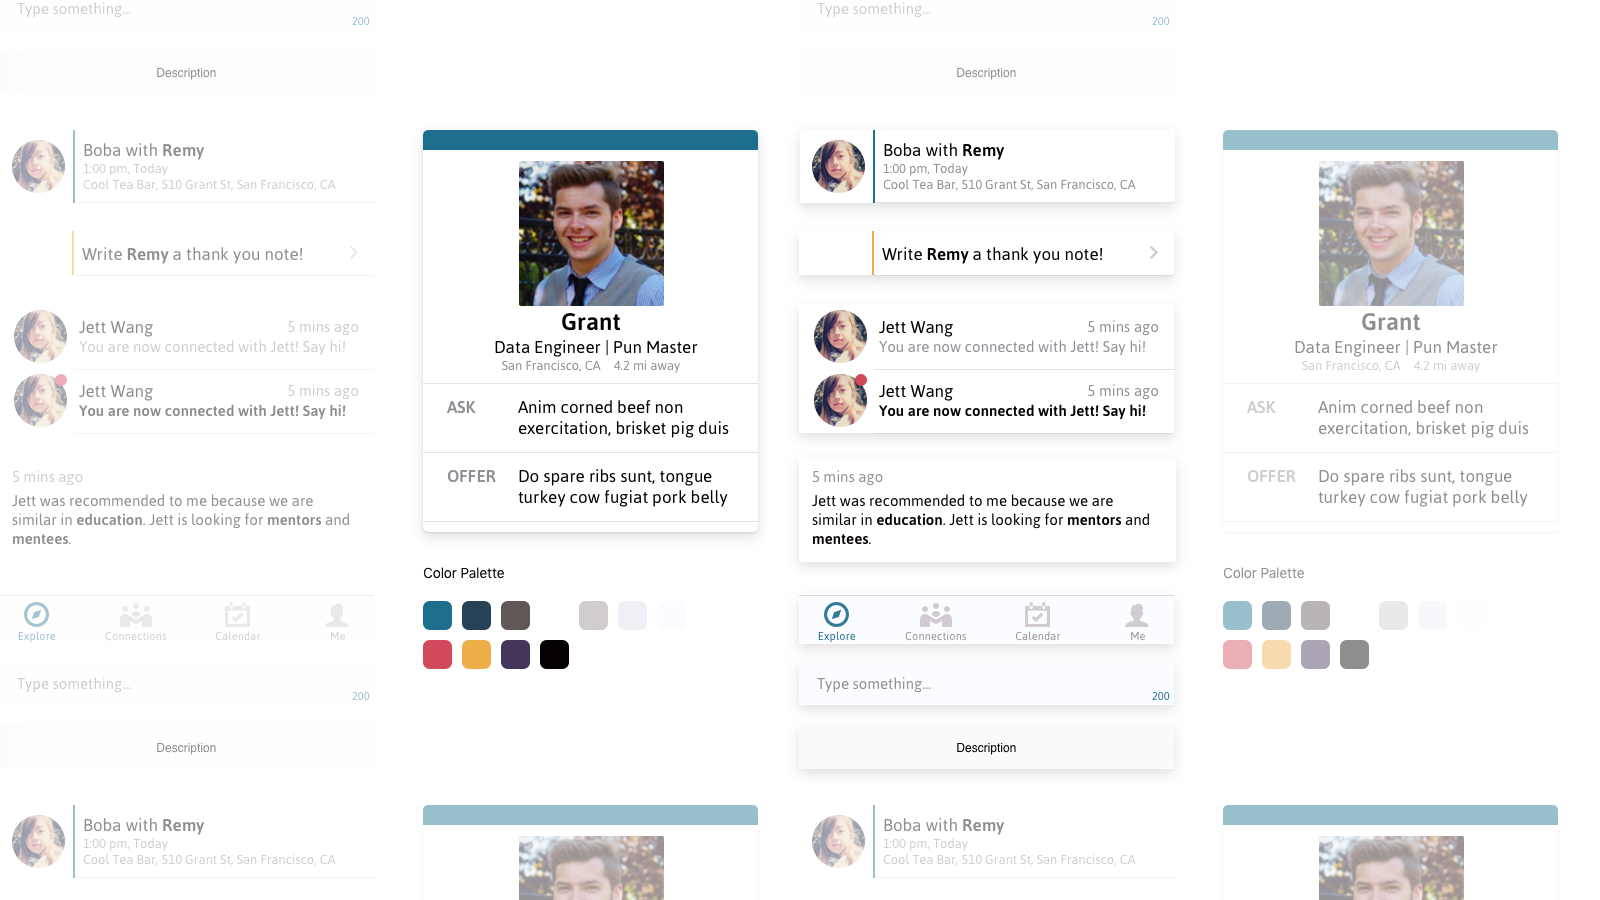 Type something...
200
Description
Boba with Remy
1:00 pm, Today
Cool Tea Bar, 510 Grant St, San Francisco, CA
Write Remy a thank you note!
Jett Wang
5 mins ago
You are now connected with Jett! Say hi!
Jett Wang
5 mins ago
You are now connected with Jett! Say hi!
5 mins ago
Jett was recommended to me because we are
similar in education. Jett is looking for mentors and
mentees.
Explore
Connections
Calendar
Me
Type something...
200
Description
Boba with Remy
1:00 pm, Today
Cool Tea Bar, 510 Grant St, San Francisco, CA
Grant
Data Engineer | Pun Master
San Francisco, CA 4.2 mi away
ASK
Anim corned beef non
exercitation, brisket pig duis
OFFER
Do spare ribs sunt, tongue
turkey cow fugiat pork belly
Color Palette
Type something...
200
Description
Boba with Remy
1:00 pm, Today
Cool Tea Bar, 510 Grant St, San Francisco, CA
Write Remy a thank you note!
Jett Wang
5 mins ago
You are now connected with Jett! Say hi!
Jett Wang
5 mins ago
You are now connected with Jett! Say hi!
5 mins ago
Jett was recommended to me because we are
similar in education. Jett is looking for mentors and
mentees.
Explore
Connections
Calendar
Me
Type something...
200
Description
Boba with Remy
1:00 pm, Today
Cool Tea Bar, 510 Grant St, San Francisco, CA
Grant
Data Engineer | Pun Master
San Francisco, CA 4.2 mi away
ASK
Anim corned beef non
exercitation, brisket pig duis
OFFER
Do spare ribs sunt, tongue
turkey cow fugiat pork belly
Color Palette